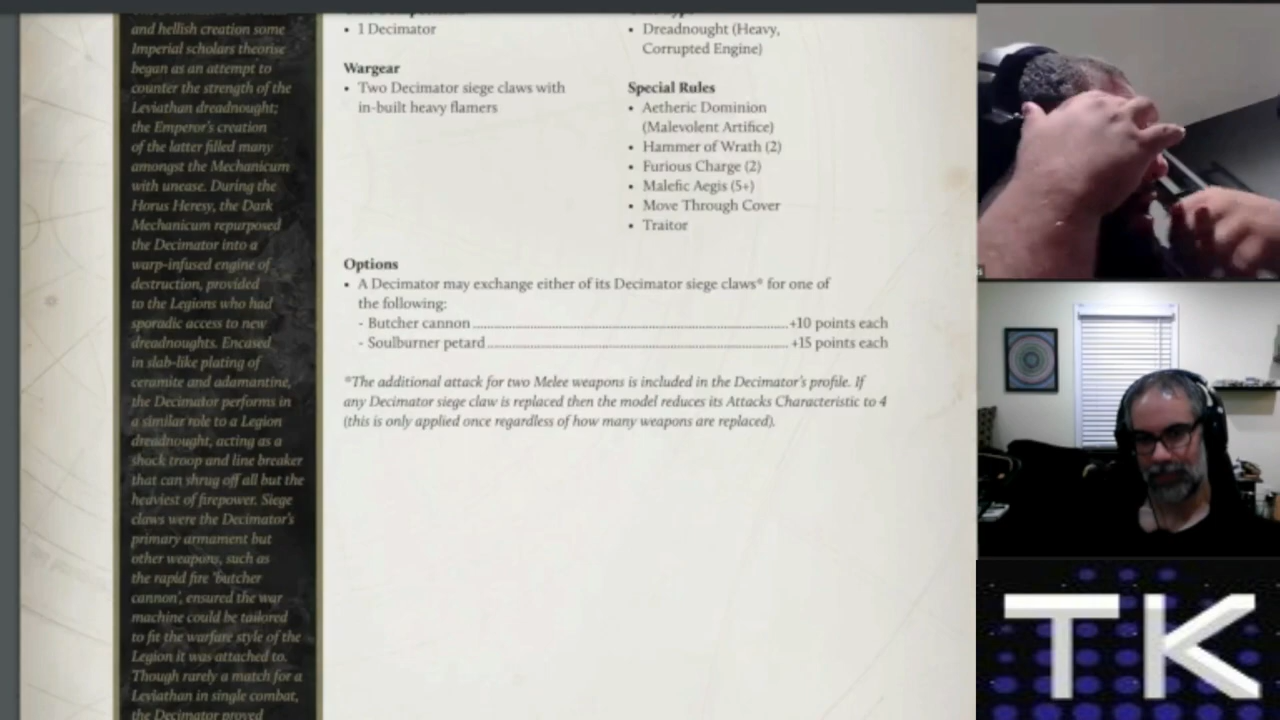 and hellish creation some
Imperial scholars theorise
began as an attempt to
counter the strength of the
Leviathan dreadnought;
the Emperor's creation
of the latter filled many
amongst the Mechanicum
with unease. During the
Horus Heresy, the Dark
Mechanicum repurposed
the Decimator into a
warp-infused engine of
destruction, provided
to the Legions who had
sporadic access to new
dreadnoughts. Encased
in slab-like plating of
ceramite and adamantine,
the Decimator performs in
a similar role to a Legion
dreadnought, acting as a
shock troop and line breaker
that can shrug off all but the
heaviest of firepower. Siege
claws were the Decimator's
primary armament but
other weapons, such as
the rapid fire 'butcher
cannon', ensured the war
machine could be tailored
to fit the warfare style of the
Legion it was attached to.
Though rarely a match for a
Leviathan in single combat,
the Decimator proved
• 1 Decimator
Wargear
• Two Decimator siege claws with
in-built heavy flamers
• Dreadnought (Heavy,
Corrupted Engine)
Special Rules
• Aetheric Dominion
(Malevolent Artifice)
• Hammer of Wrath (2)
• Furious Charge (2)
• Malefic Aegis (5+)
• Move Through Cover
• Traitor
Options
• A Decimator may exchange either of its Decimator siege claws* for one of
the following:
- Butcher cannon ... +10 points each
- Soulburner petard ... +15 points each
*The additional attack for two Melee weapons is included in the Decimator's profile. If
any Decimator siege claw is replaced then the model reduces its Attacks Characteristic to 4
(this is only applied once regardless of how many weapons are replaced).
TK